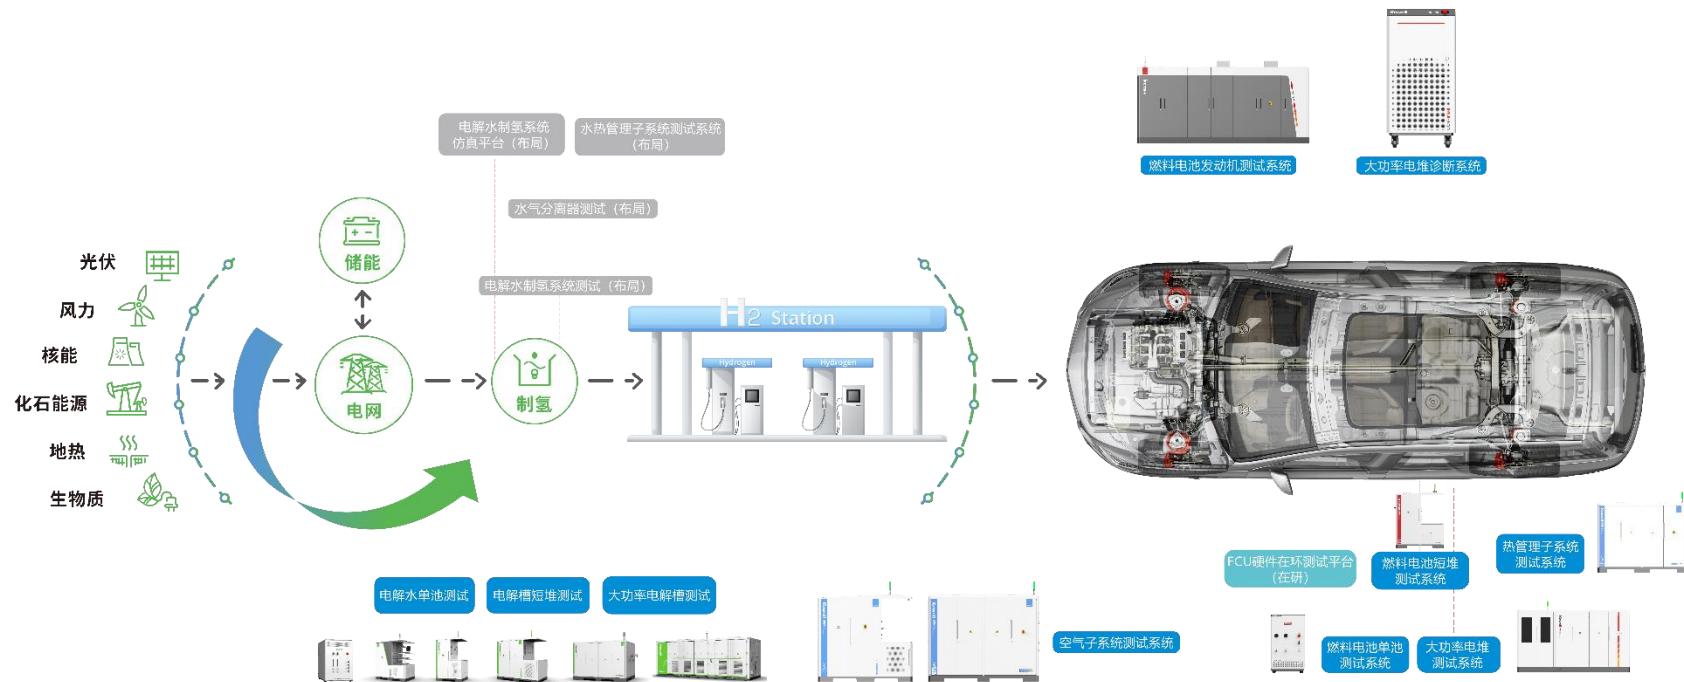 燃料电池发动机测试系统
大功率电堆诊断系统
电解水制氢系统
仿真平台（布局）
水热管理子系统测试系统
（布局）
水气分离器测试（布局）
电解水制氢系统测试（布局）
光伏
风力
核能
化石能源
地热
生物质
储能
电网
制氢
H2 Station
Hydrogen
Hydrogen
FCU硬件在环测试平台
（在研）
燃料电池短堆
测试系统
热管理子系统
测试系统
电解水单池测试
电解槽短堆测试
大功率电解槽测试
空气子系统测试系统
燃料电池单池
测试系统
大功率电堆
测试系统